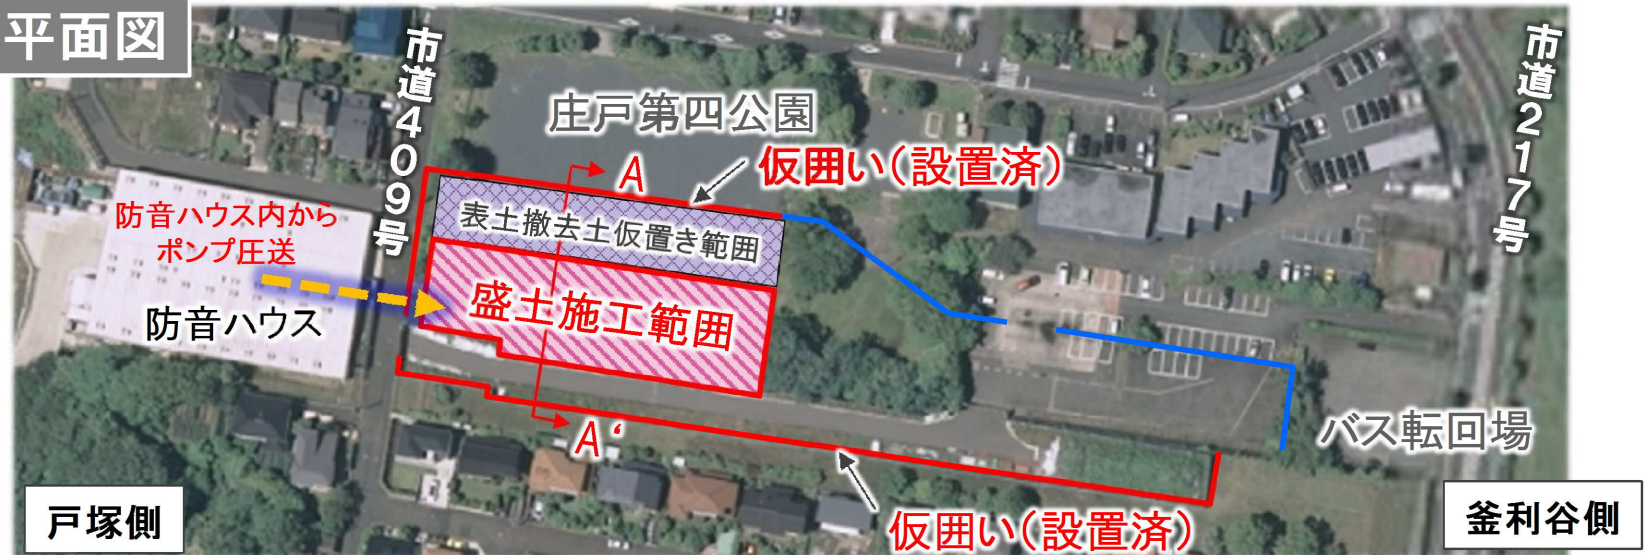 平面図
市道409号
市道217号
庄戸第四公園
A
仮囲い(設置済)
防音ハウス内から
ポンプ圧送
表土撤去土仮置き範囲
防音ハウス
盛土施工範囲
A‘
バス転回場
戸塚側
仮囲い(設置済)
釜利谷側